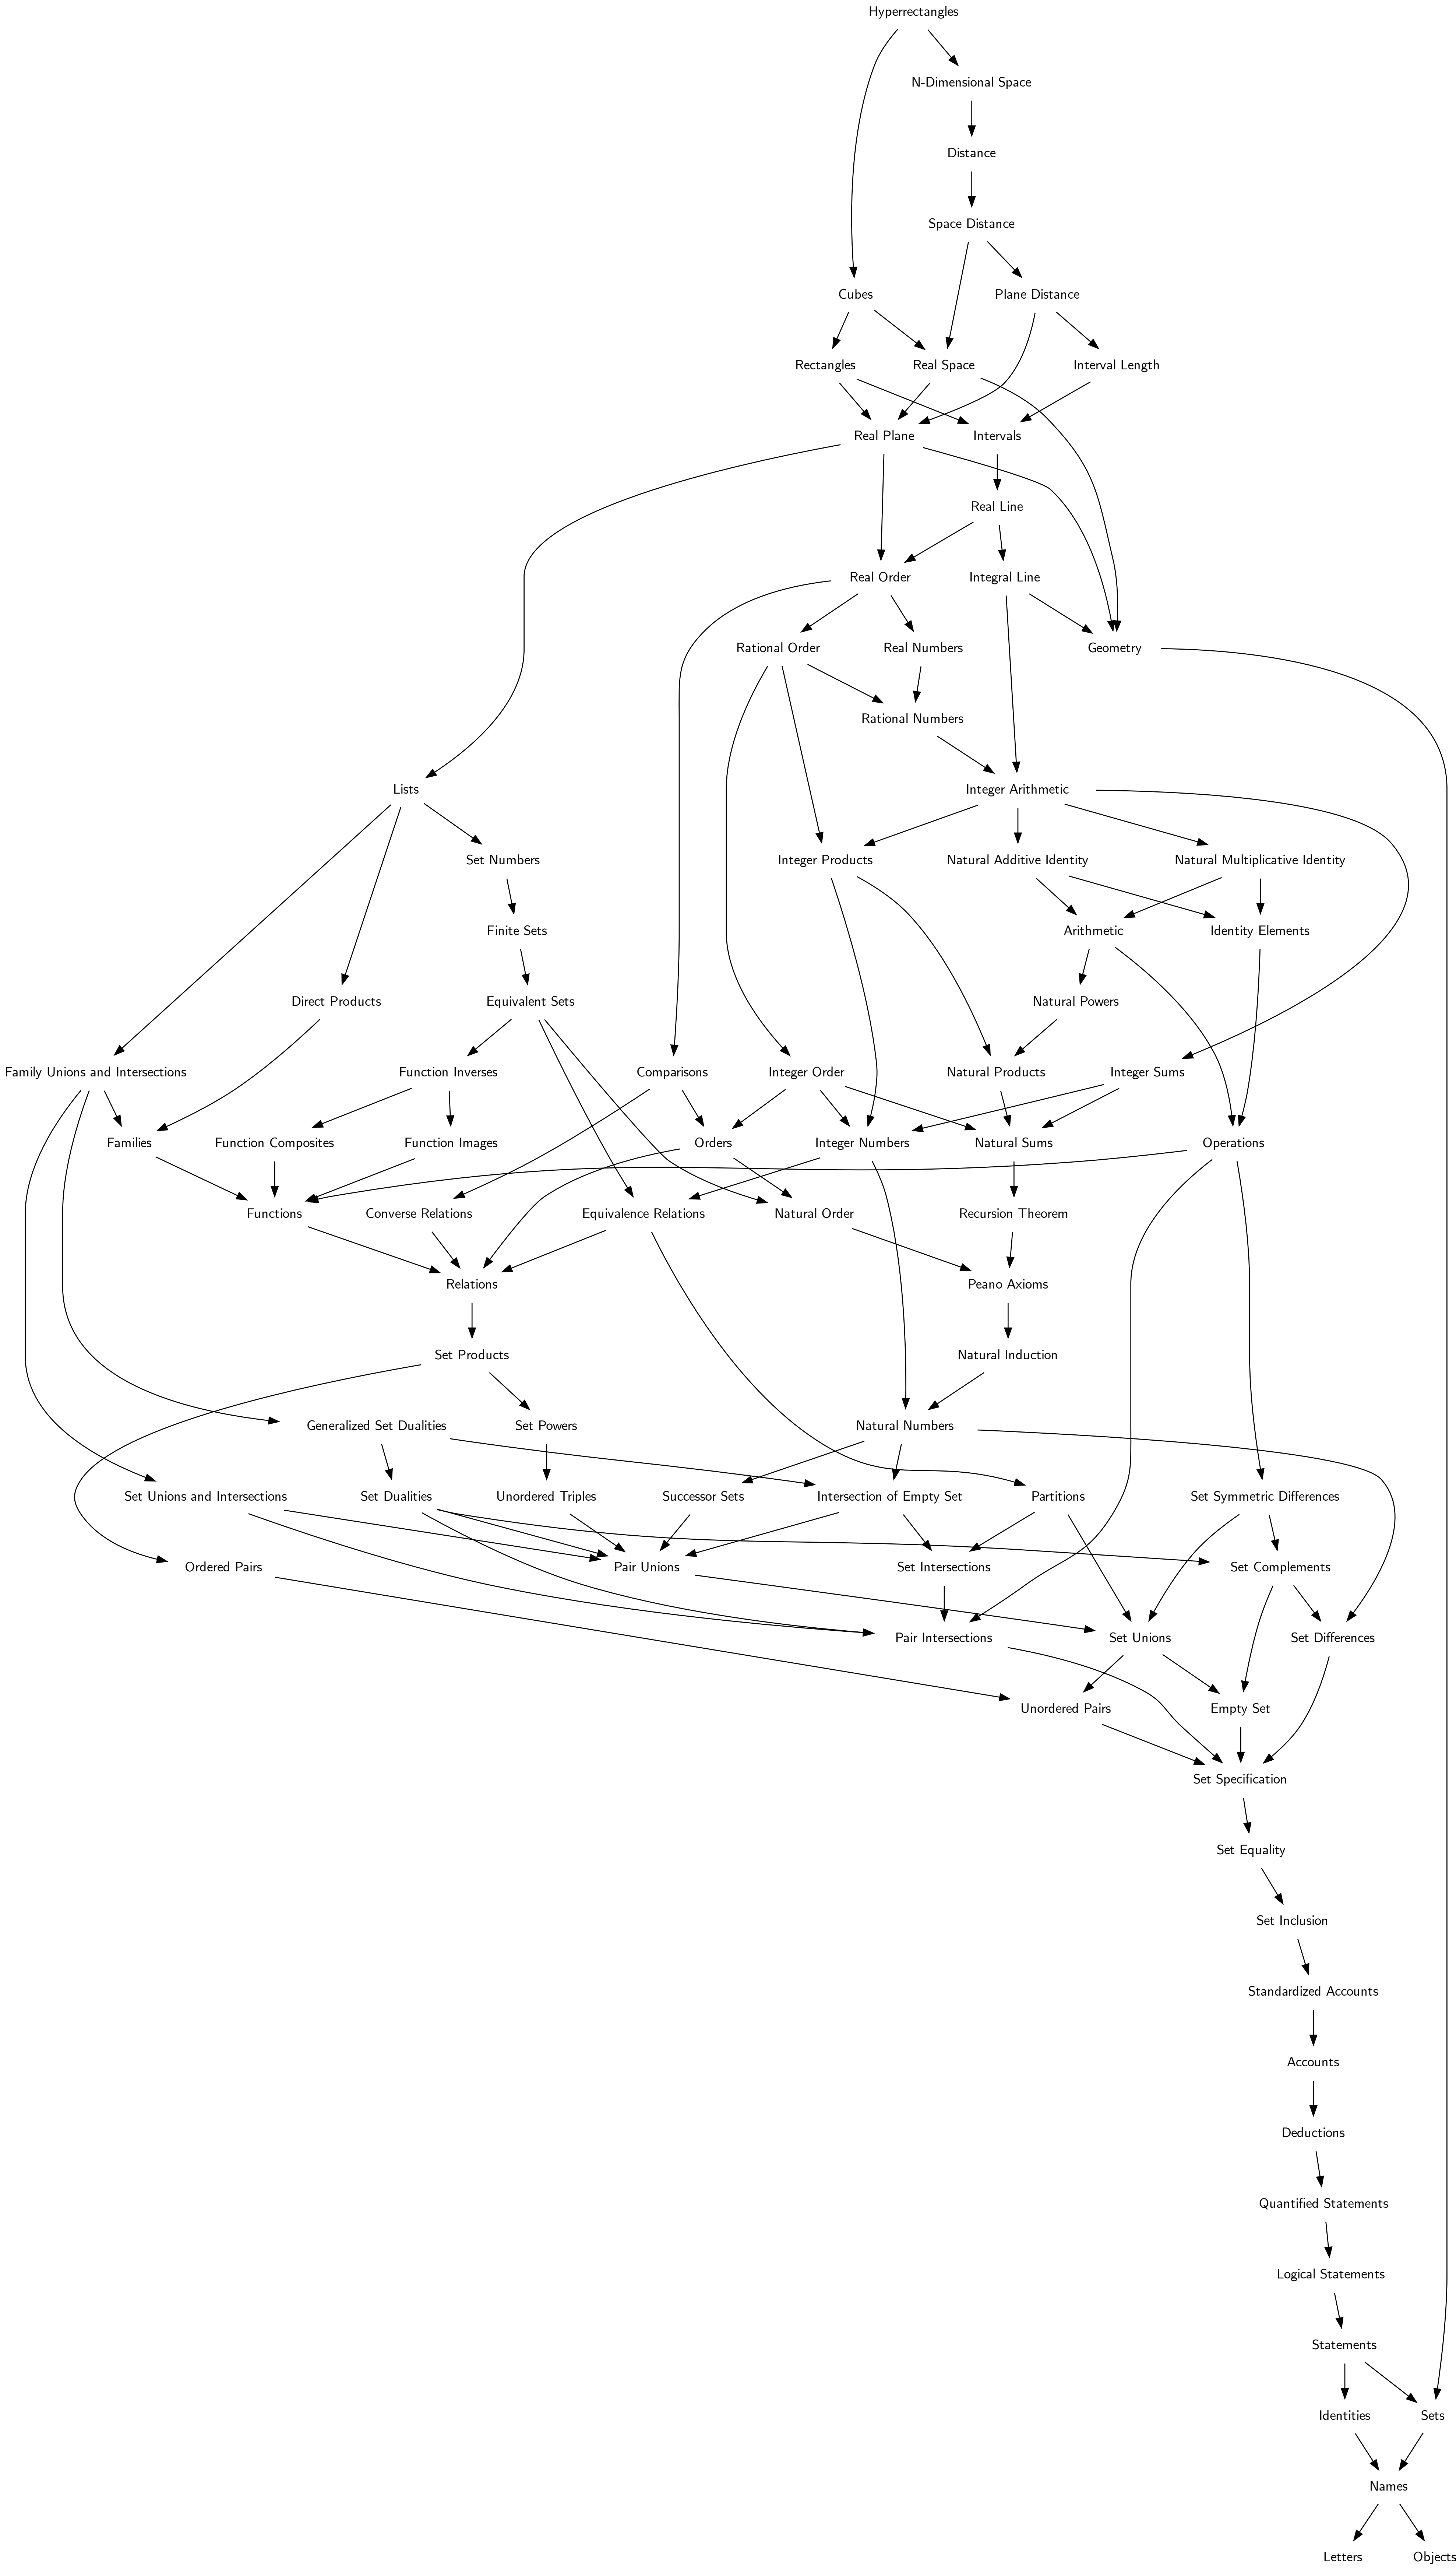 Hyperrectangles
N-Dimensional Space
Distance
Space Distance
Cubes
Plane Distance
Rectangles
Real Space
Interval Length
Real Plane
Intervals
Real Line
Real Order
Integral Line
Rational Order
Real Numbers
Geometry
Rational Numbers
Lists
Integer Arithmetic
Set Numbers
Integer Products
Natural Additive Identity
Natural Multiplicative Identity
Finite Sets
Arithmetic
Identity Elements
Direct Products
Equivalent Sets
Natural Powers
Family Unions and Intersections
Function Inverses
Comparisons
Integer Order
Natural Products
Integer Sums
Families
Function Composites
Function Images
Orders
Integer Numbers
Natural Sums
Operations
Functions
Converse Relations
Equivalence Relations
Natural Order
Recursion Theorem
Relations
Peano Axioms
Set Products
Natural Induction
Generalized Set Dualities
Set Powers
Natural Numbers
Set Unions and Intersections
Set Dualities
Unordered Triples
Successor Sets
Intersection of Empty Set
Partitions
Set Symmetric Differences
Ordered Pairs
Pair Unions
Set Intersections
Set Complements
Pair Intersections
Set Unions
Set Differences
Unordered Pairs
Empty Set
Set Specification
Set Equality
Set Inclusion
Standardized Accounts
Accounts
Deductions
Quantified Statements
Logical Statements
Statements
Identities
Sets
Names
Letters
Objects